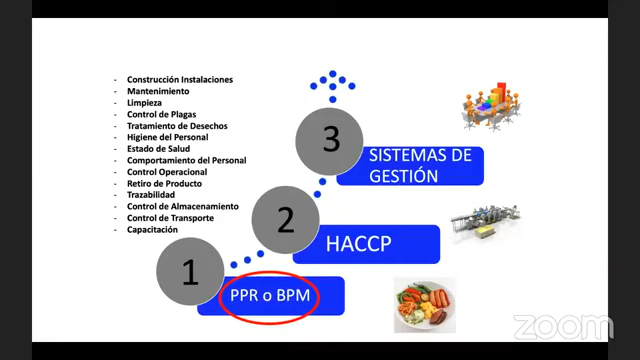 - Construcción Instalaciones
- Mantenimiento
- Limpieza
- Control de Plagas
- Tratamiento de Desechos
- Higiene del Personal
- Estado de Salud
- Comportamiento del Personal
- Control Operacional
- Retiro de Producto
- Trazabilidad
- Control de Almacenamiento
- Control de Transporte
- Capacitación
3
SISTEMAS DE
GESTIÓN
2
HACCP
1
PPR o BPM
zoom